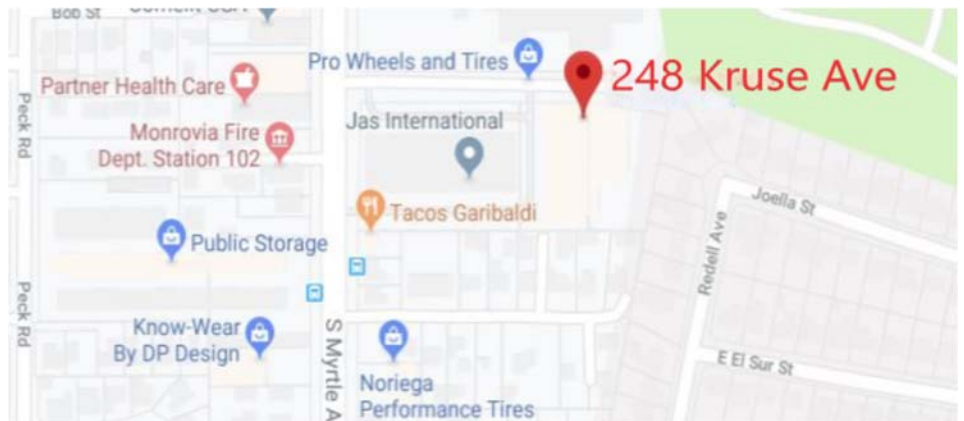 Bob St
Pro Wheels and Tires
248 Kruse Ave
Partner Health Care
Peck Rd
Jas International
Monrovia Fire
Dept. Station 102
Joella St
Tacos Garibaldi
Public Storage
Redell Ave
Peck Rd
Know-Wear
By DP Design
S Myrtle A
E El Sur St
Noriega
Performance Tires